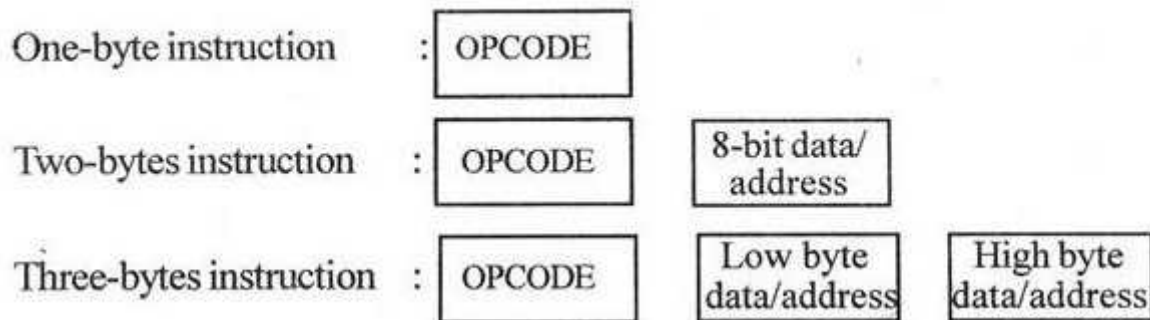 One-byte instruction : OPCODE
Two-bytes instruction : OPCODE 8-bit data/
address
Three-bytes instruction : OPCODE Low byte High byte
data/address data/address